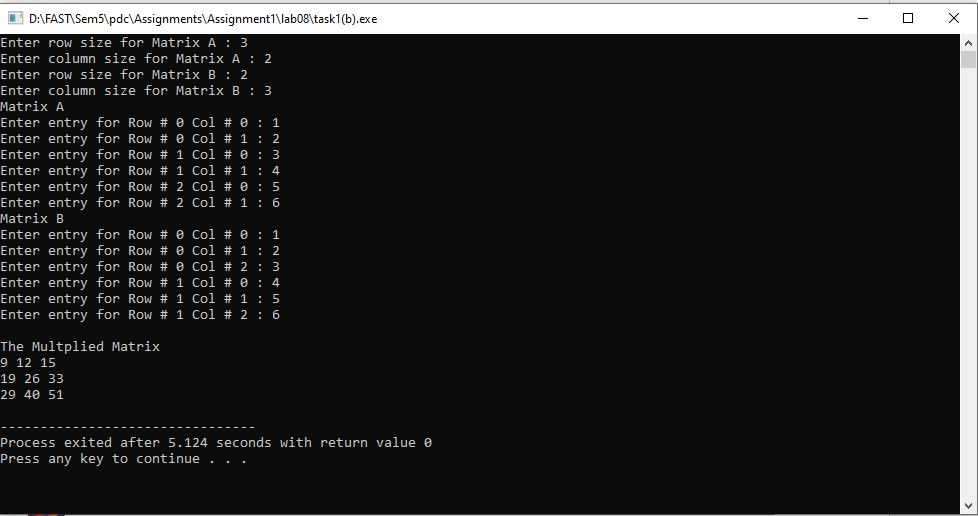 D:\FAST\Sem5\pdc\Assignments\Assignment1\lab08\task1(b).exe
Enter row size for Matrix A : 3
Enter column size for Matrix A : 2
Enter row size for Matrix B : 2
Enter column size for Matrix B : 3
Matrix A
Enter entry for Row # 0 Col # 0 : 1
Enter entry for Row # 0 Col # 1 : 2
Enter entry for Row # 1 Col # 0 : 3
Enter entry for Row # 1 Col # 1 : 4
Enter entry for Row # 2 Col # 0 : 5
Enter entry for Row # 2 Col # 1 : 6
Matrix B
Enter entry for Row # 0 Col # 0 : 1
Enter entry for Row # 0 Col # 1 : 2
Enter entry for Row # 0 Col # 2 : 3
Enter entry for Row # 1 Col # 0 : 4
Enter entry for Row # 1 Col # 1 : 5
Enter entry for Row # 1 Col # 2 : 6
The Multplied Matrix
9 12 15
19 26 33
29 40 51
--------------------------------
Process exited after 5.124 seconds with return value 0
Press any key to continue . . .